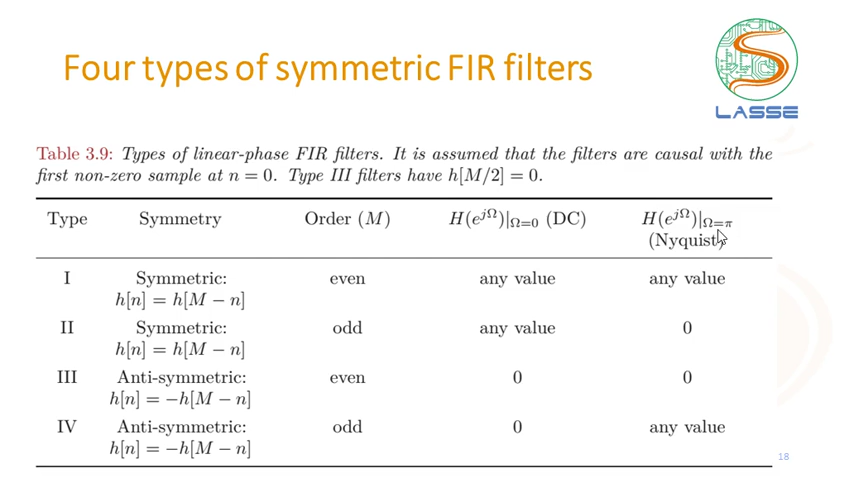 Four types of symmetric FIR filters
LASSE
Table 3.9: Types of linear-phase FIR filters. It is assumed that the filters are causal with the
first non-zero sample at n = 0. Type III filters have h[M/2] = 0.
Type Symmetry Order (M) H(e^{jΩ})|_{Ω=0} (DC) H(e^{jΩ})|_{Ω=π}
(Nyquist)
I Symmetric: even any value any value
h[n] = h[M − n]
II Symmetric: odd any value 0
h[n] = h[M − n]
III Anti-symmetric: even 0 0
h[n] = −h[M − n]
IV Anti-symmetric: odd 0 any value
h[n] = −h[M − n]
18